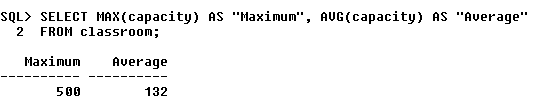 SQL> SELECT MAX(capacity) AS "Maximum", AVG(capacity) AS "Average"
  2  FROM classroom;
   Maximum    Average
---------- ----------
       500        132